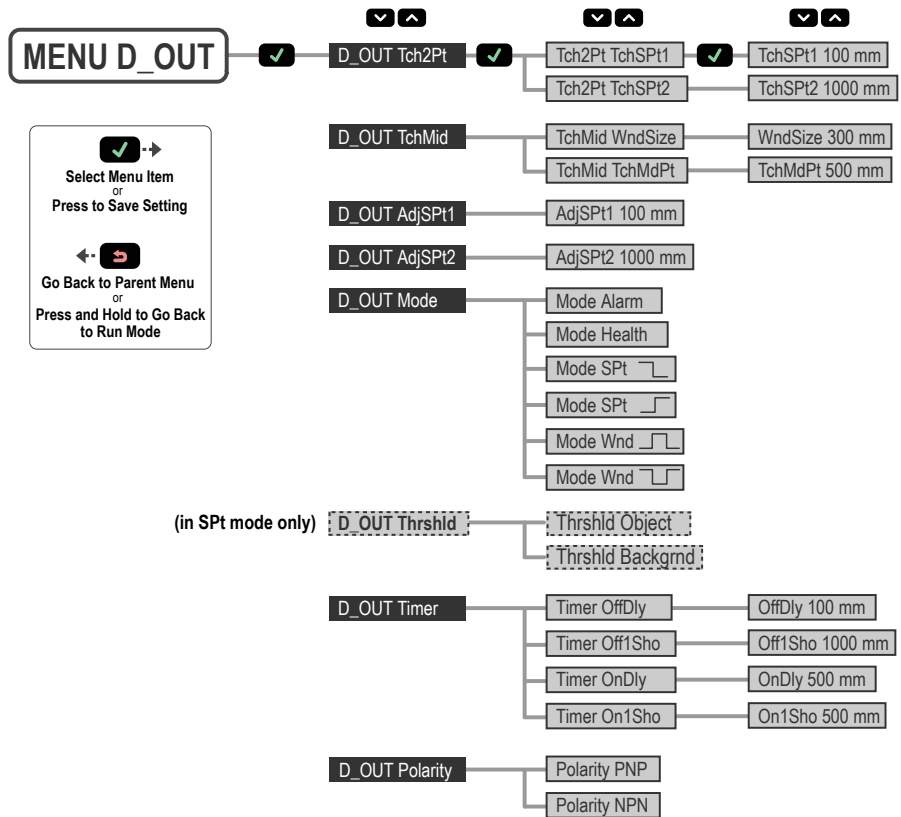 MENU D_OUT
D_OUT Tch2Pt
Tch2Pt TchSPt1
TchSPt1 100 mm
Tch2Pt TchSPt2
TchSPt2 1000 mm
Select Menu Item
or
Press to Save Setting
Go Back to Parent Menu
or
Press and Hold to Go Back
to Run Mode
D_OUT TchMid
TchMid WndSize
WndSize 300 mm
TchMid TchMdPt
TchMdPt 500 mm
D_OUT AdjSPt1
AdjSPt1 100 mm
D_OUT AdjSPt2
AdjSPt2 1000 mm
D_OUT Mode
Mode Alarm
Mode Health
Mode SPt
Mode SPt
Mode Wnd
Mode Wnd
(in SPt mode only)
D_OUT Thrshld
Thrshld Object
Thrshld Backgrnd
D_OUT Timer
Timer OffDly
OffDly 100 mm
Timer Off1Sho
Off1Sho 1000 mm
Timer OnDly
OnDly 500 mm
Timer On1Sho
On1Sho 500 mm
D_OUT Polarity
Polarity PNP
Polarity NPN